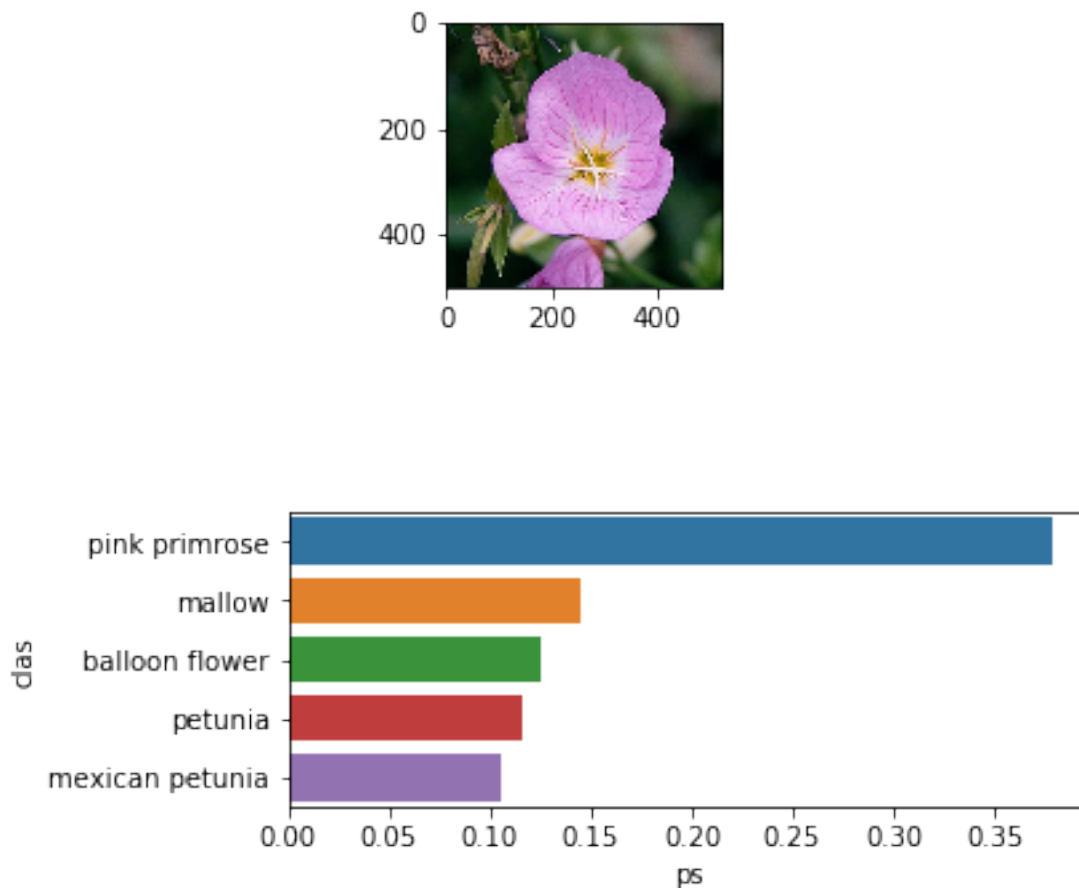 0
200
400
0 200 400
pink primrose
mallow
balloon flower
petunia
mexican petunia
clas
0.00 0.05 0.10 0.15 0.20 0.25 0.30 0.35
ps